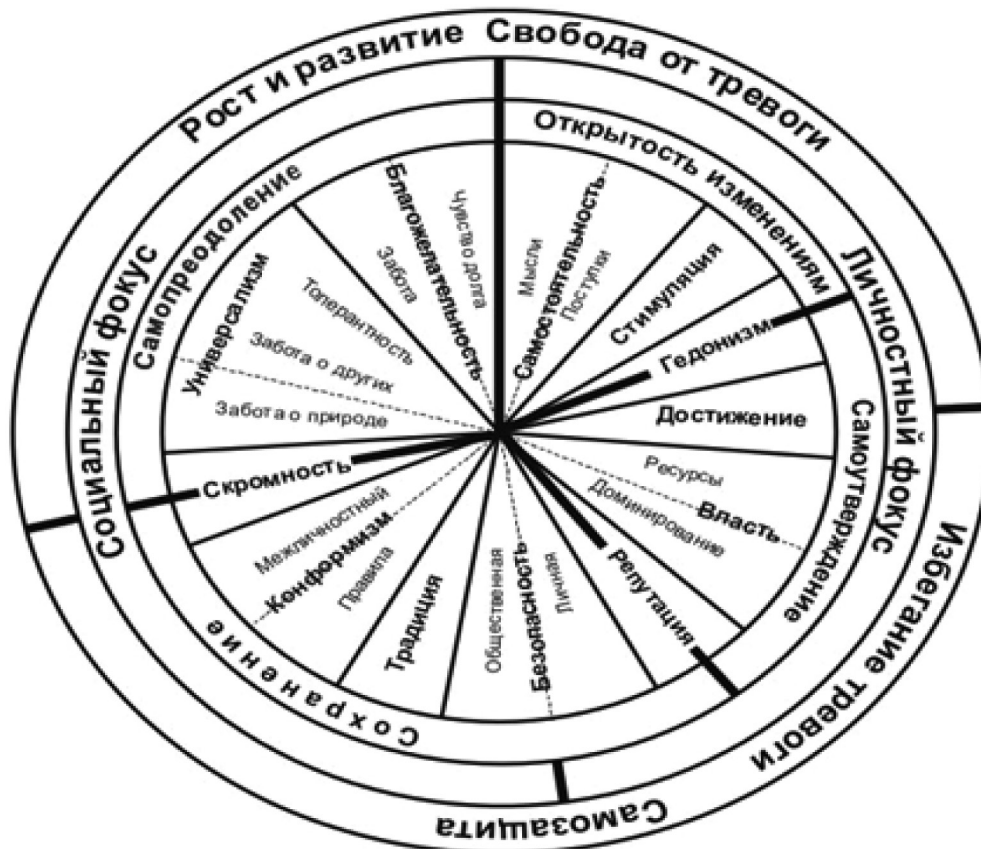 Рост и развитие
Свобода от тревоги
Избегание тревоги
Самозащита
Социальный фокус
Личностный фокус
Самопреодоление
Открытость изменениям
Самоутверждение
Сохранение
Универсализм
Толерантность
Забота о других
Забота о природе
Благожелательность
Забота
Чувство долга
Самостоятельность
Мысли
Поступки
Стимуляция
Гедонизм
Достижение
Власть
Ресурсы
Доминирование
Репутация
Безопасность
Личная
Общественная
Традиция
Конформизм
Правила
Межличностный
Скромность